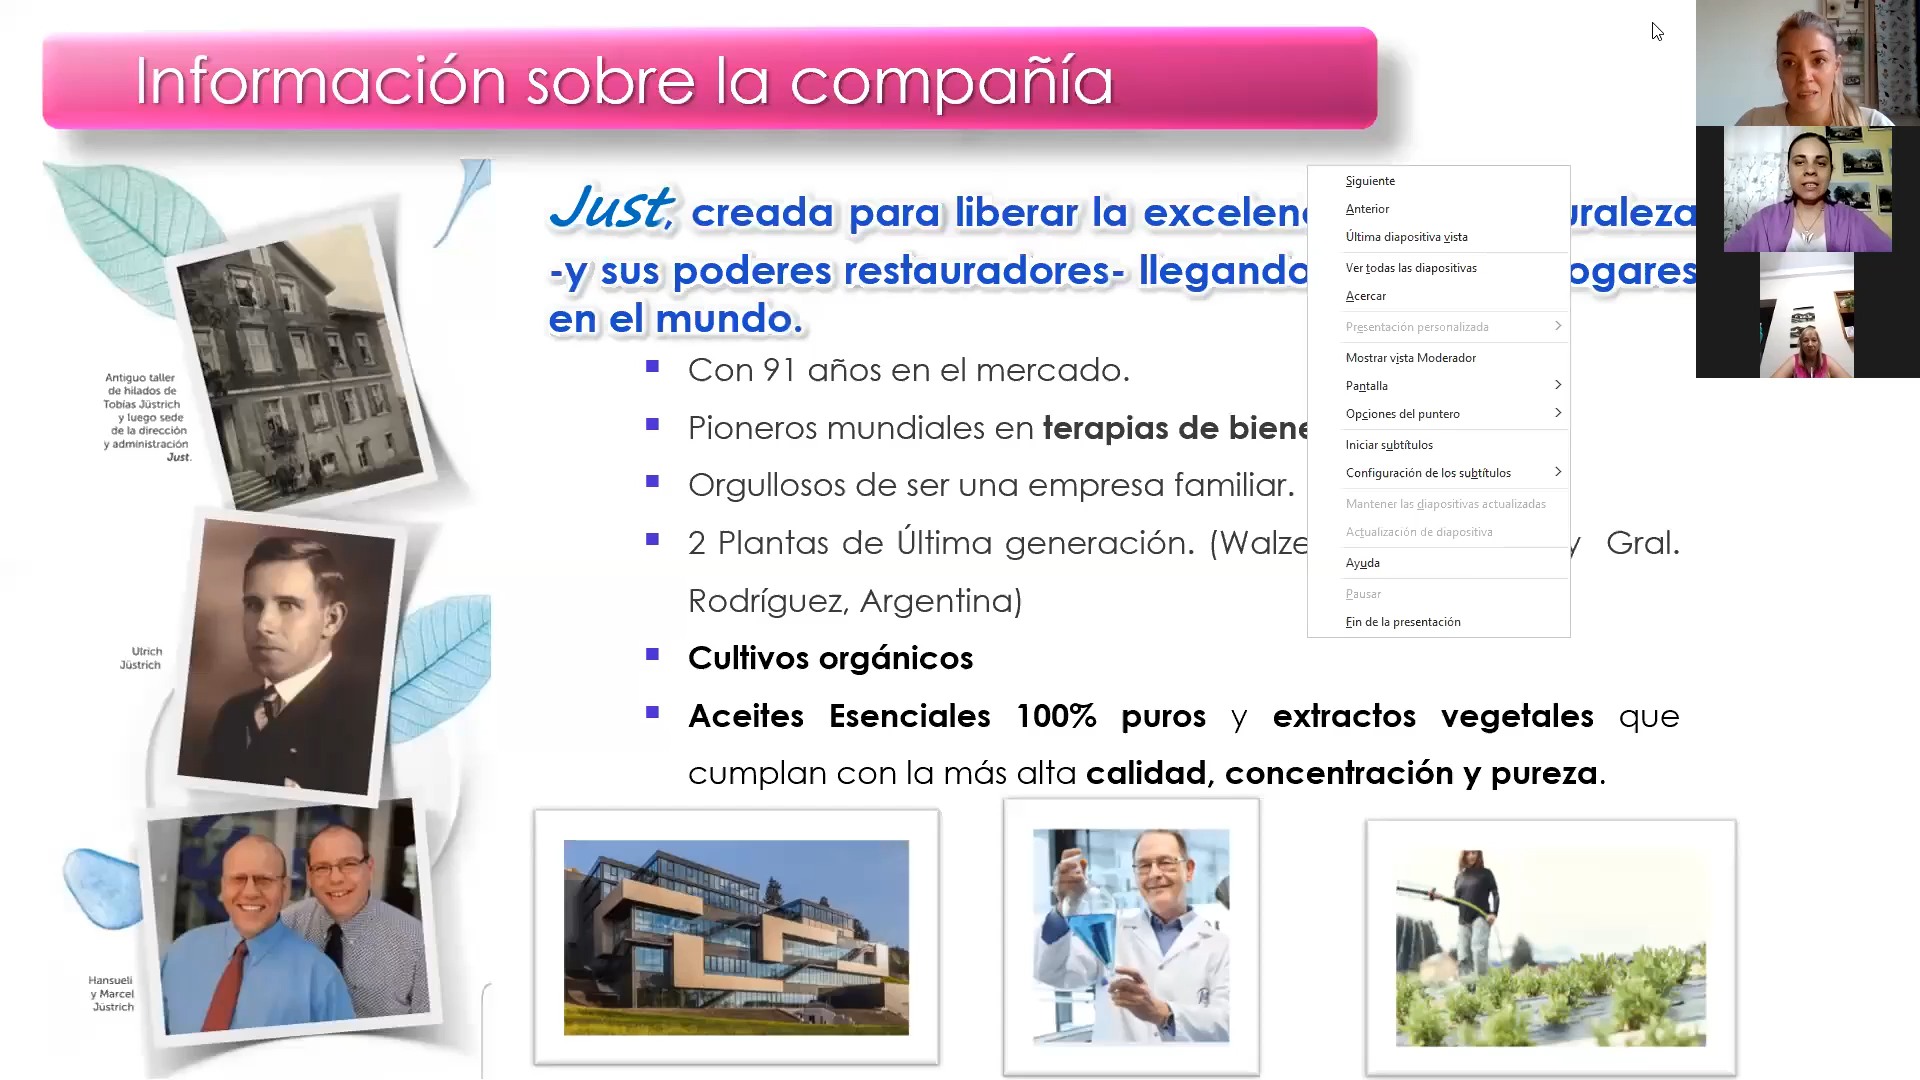 Información sobre la compañía
Just, creada para liberar la
-y sus poderes restauradores- llegando
en el mundo.
Con 91 años en el mercado.
Pioneros mundiales en terapias de
Orgullosos de ser una empresa familiar.
2 Plantas de Última generación. (
y Gral.
Rodríguez, Argentina)
Cultivos orgánicos
Aceites Esenciales 100% puros y extractos vegetales que
cumplan con la más alta calidad, concentración y pureza.
Antiguo taller
de hilados de
Tobías Jüstrich
y luego sede
de la dirección
y administración
Just.
Ulrich
Jüstrich
Hansueli
y Marcel
Jüstrich
Siguiente
Anterior
Última diapositiva vista
Ver todas las diapositivas
Acercar
Presentación personalizada
Mostrar vista Moderador
Pantalla
Opciones del puntero
Iniciar subtítulos
Configuración de los subtítulos
Mantener las diapositivas actualizadas
Actualización de diapositiva
Ayuda
Pausar
Fin de la presentación